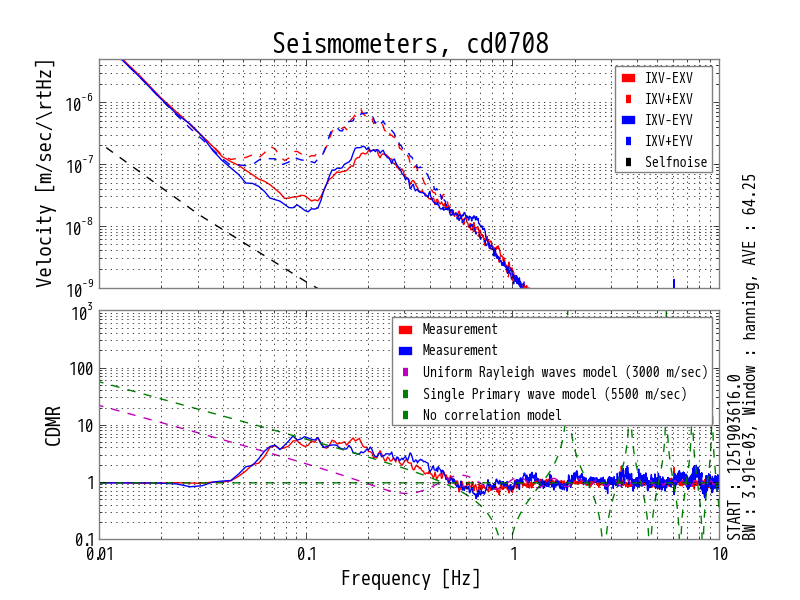 Seismometers, cd0708
Velocity [m/sec/\rtHz]
10^-6
10^-7
10^-8
10^-9
IXV-EXV
IXV+EXV
IXV-EYV
IXV+EYV
Selfnoise
CDMR
10^3
100
10
1
0.1
Measurement
Measurement
Uniform Rayleigh waves model (3000 m/sec)
Single Primary wave model (5500 m/sec)
No correlation model
0.01
0.1
1
10
Frequency [Hz]
START : 1251903616.0
BW : 3.91e-03, Window : hanning, AVE : 64.25